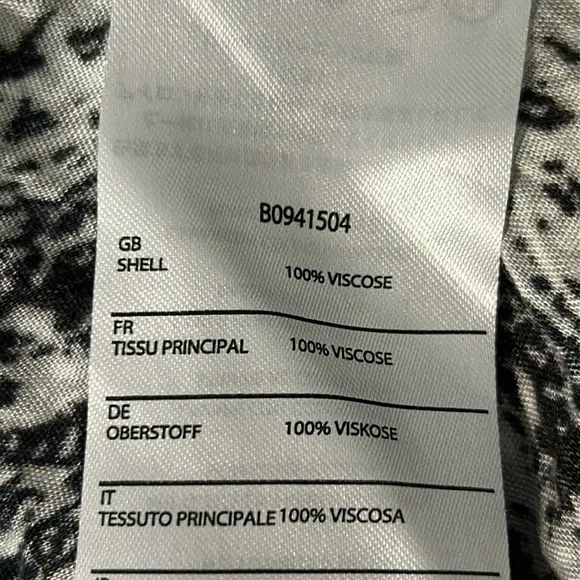 B0941504
GB
SHELL 100% VISCOSE
FR
TISSU PRINCIPAL 100% VISCOSE
DE
OBERSTOFF 100% VISKOSE
IT
TESSUTO PRINCIPALE 100% VISCOSA